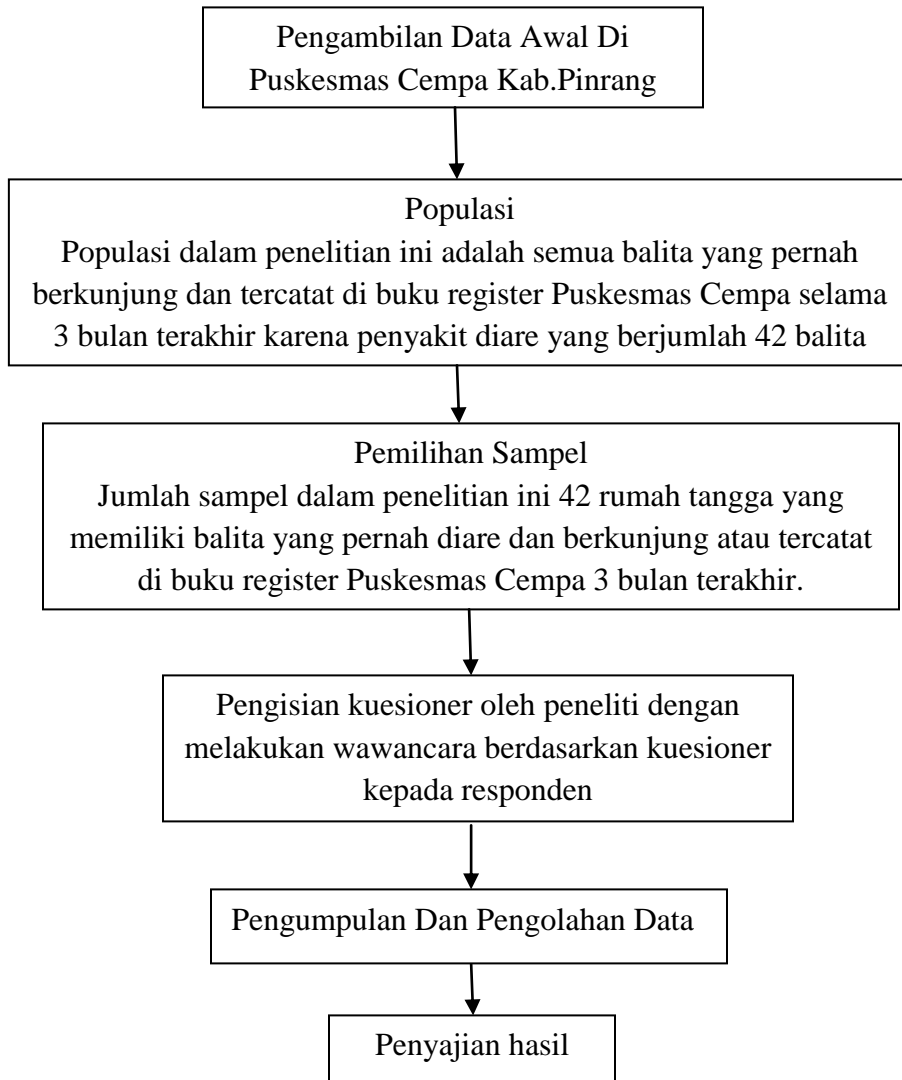 Pengambilan Data Awal Di
Puskesmas Cempa Kab.Pinrang
Populasi
Populasi dalam penelitian ini adalah semua balita yang pernah
berkunjung dan tercatat di buku register Puskesmas Cempa selama
3 bulan terakhir karena penyakit diare yang berjumlah 42 balita
Pemilihan Sampel
Jumlah sampel dalam penelitian ini 42 rumah tangga yang
memiliki balita yang pernah diare dan berkunjung atau tercatat
di buku register Puskesmas Cempa 3 bulan terakhir.
Pengisian kuesioner oleh peneliti dengan
melakukan wawancara berdasarkan kuesioner
kepada responden
Pengumpulan Dan Pengolahan Data
Penyajian hasil